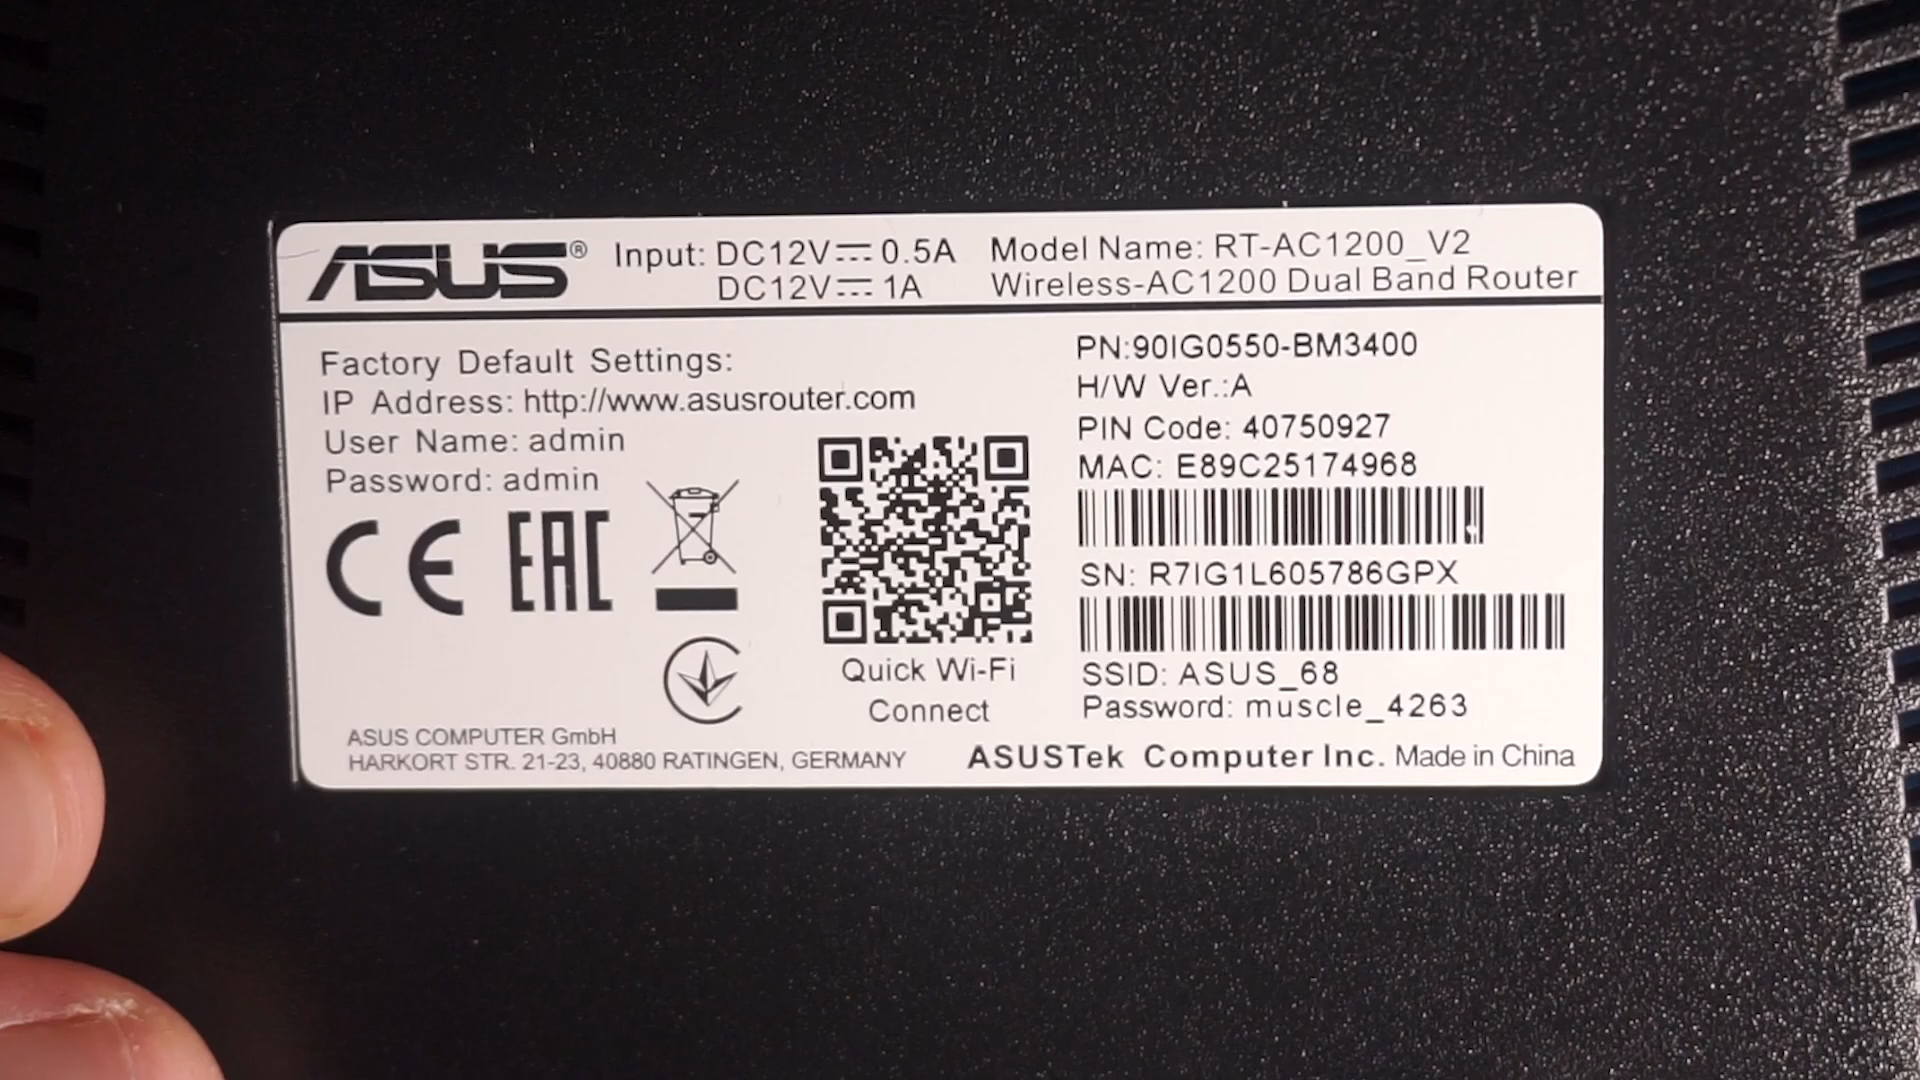 ASUS® Input: DC12V⎓0.5A Model Name: RT-AC1200_V2
DC12V⎓1A Wireless-AC1200 Dual Band Router
Factory Default Settings:
IP Address: http://www.asusrouter.com
User Name: admin
Password: admin
CE EAC
Quick Wi-Fi
Connect
PN:90IG0550-BM3400
H/W Ver.:A
PIN Code: 40750927
MAC: E89C25174968
SN: R7IG1L605786GPX
SSID: ASUS_68
Password: muscle_4263
ASUS COMPUTER GmbH
HARKORT STR. 21-23, 40880 RATINGEN, GERMANY
ASUSTek Computer Inc. Made in China